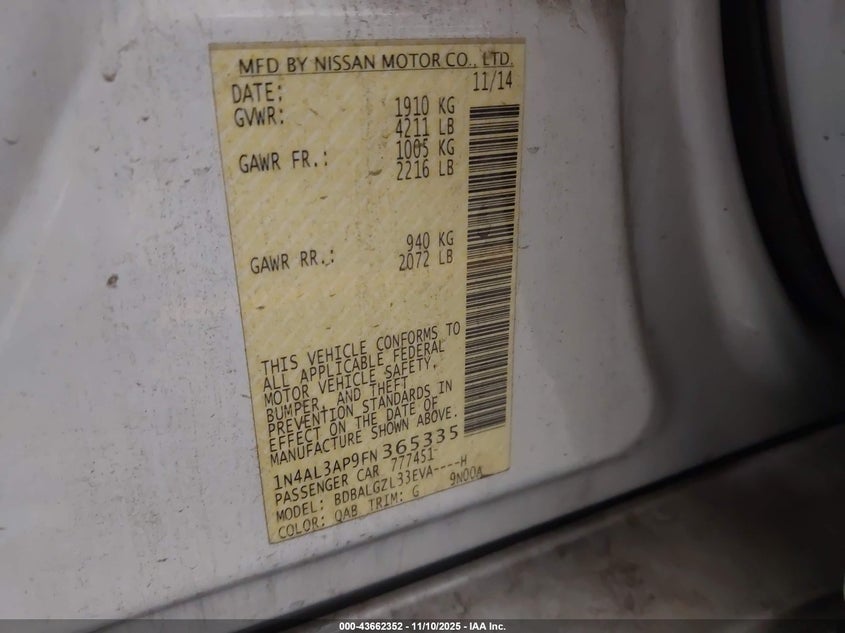 MFD BY NISSAN MOTOR CO., LTD.
DATE: 11/14
GVWR: 1910 KG
4211 LB
GAWR FR.: 1005 KG
2216 LB
GAWR RR.: 940 KG
2072 LB
THIS VEHICLE CONFORMS TO
ALL APPLICABLE FEDERAL
MOTOR VEHICLE SAFETY,
BUMPER, AND THEFT
PREVENTION STANDARDS IN
EFFECT ON THE DATE OF
MANUFACTURE SHOWN ABOVE.
1N4AL3AP9FN365335
PASSENGER CAR 777451
MODEL: BDBALGZL33EVA----H
COLOR: QAB TRIM: G 9N00A
000-43662352 - 11/10/2025 - IAA Inc.